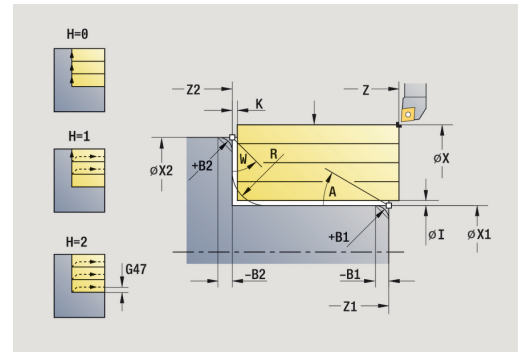 H=0
H=1
H=2
G47
Z2
Z
K
W
R
+B2
øX2
A
øX
øI
øX1
+B1
-B2
-B1
Z1